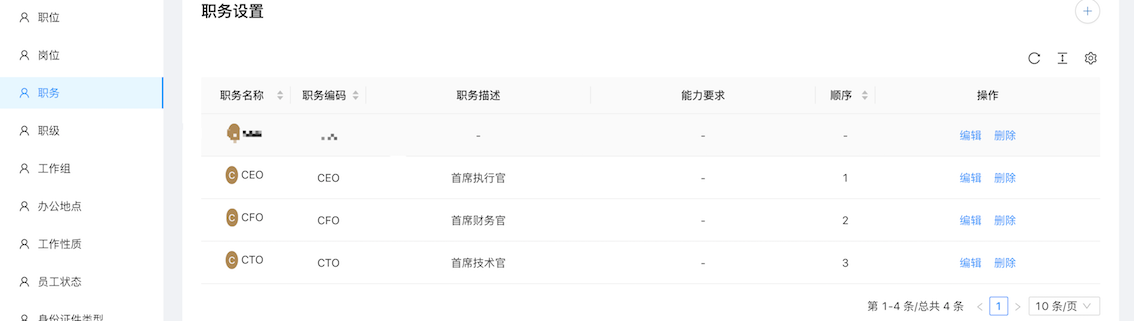 职位
岗位
职务
职级
工作组
办公地点
工作性质
员工状态
身份证件类型
职务设置
职务名称 职务编码 职务描述 能力要求 顺序 操作
- - - 编辑 删除
C CEO CEO 首席执行官 - 1 编辑 删除
C CFO CFO 首席财务官 - 2 编辑 删除
C CTO CTO 首席技术官 - 3 编辑 删除
第 1-4 条/总共 4 条 1 10 条/页